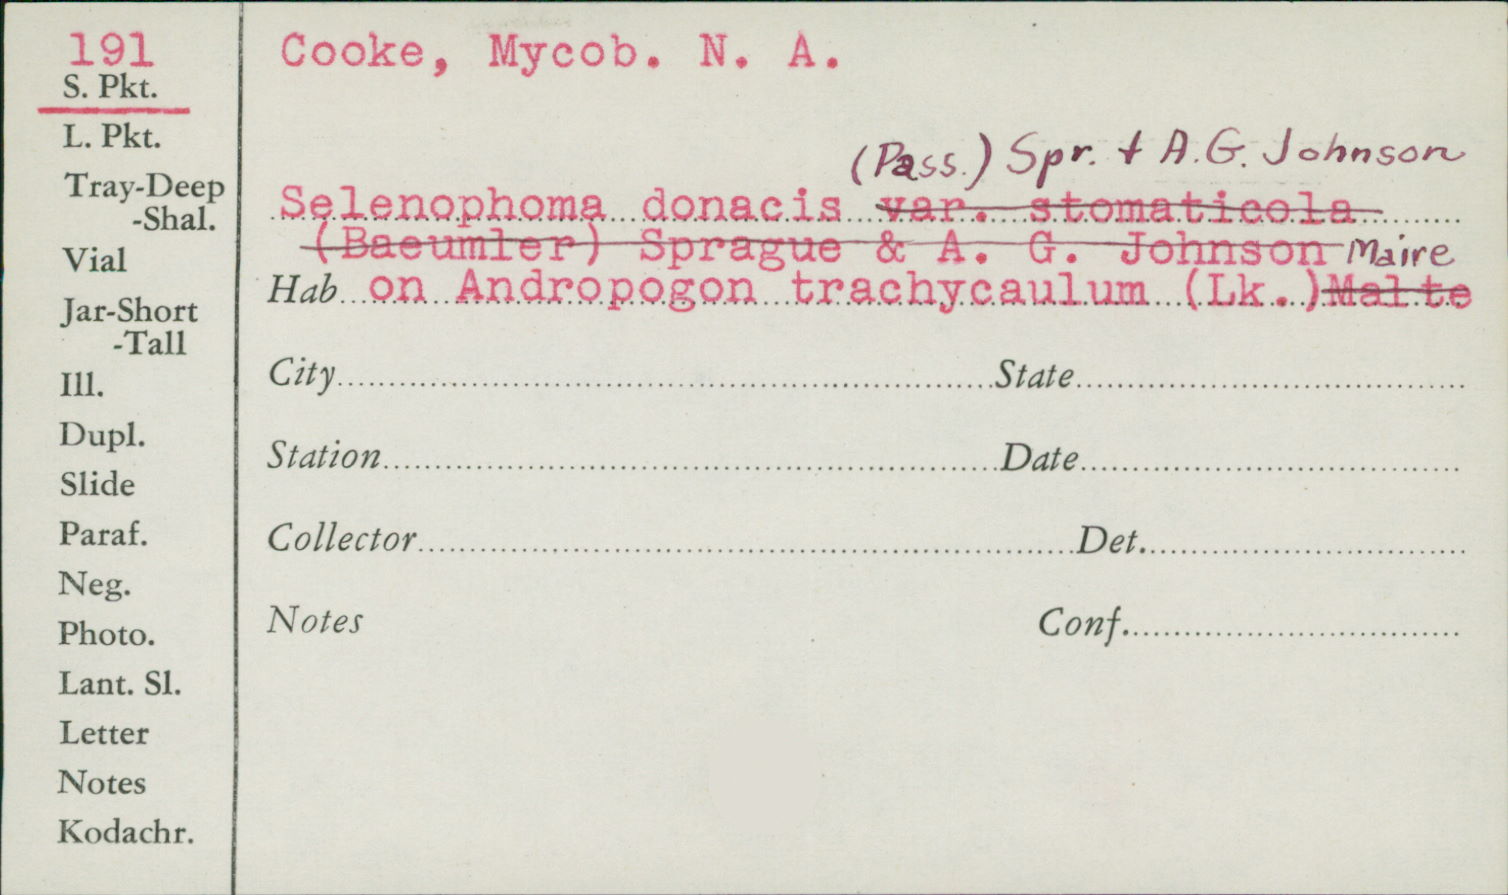 191
S. Pkt.
L. Pkt.
Tray-Deep
-Shal.
Vial
Jar-Short
-Tall
Ill.
Dupl.
Slide
Paraf.
Neg.
Photo.
Lant. Sl.
Letter
Notes
Kodachr.
Cooke, Mycob. N. A.
(Pass.) Spr. & A.G. Johnson
Selenophoma donacis var. stomaticola
(Baeumler) Sprague & A. G. Johnson Maire
Hab on Andropogon trachycaulum (Lk.) Malte
City State
Station Date
Collector Det.
Notes Conf.